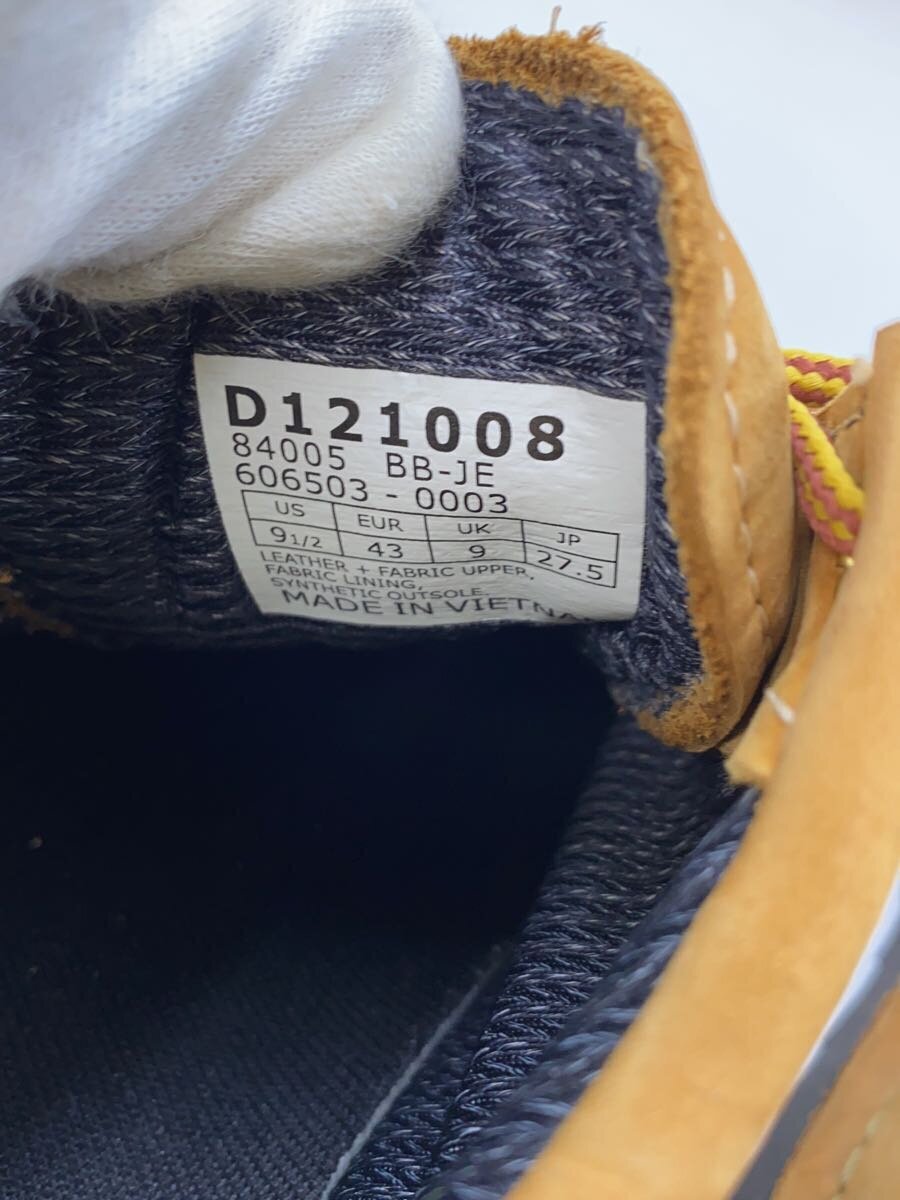 D121008
84005 BB-JE
606503 - 0003
US EUR UK JP
9 1/2 43 9 27.5
LEATHER + FABRIC UPPER,
FABRIC LINING,
SYNTHETIC OUTSOLE.
MADE IN